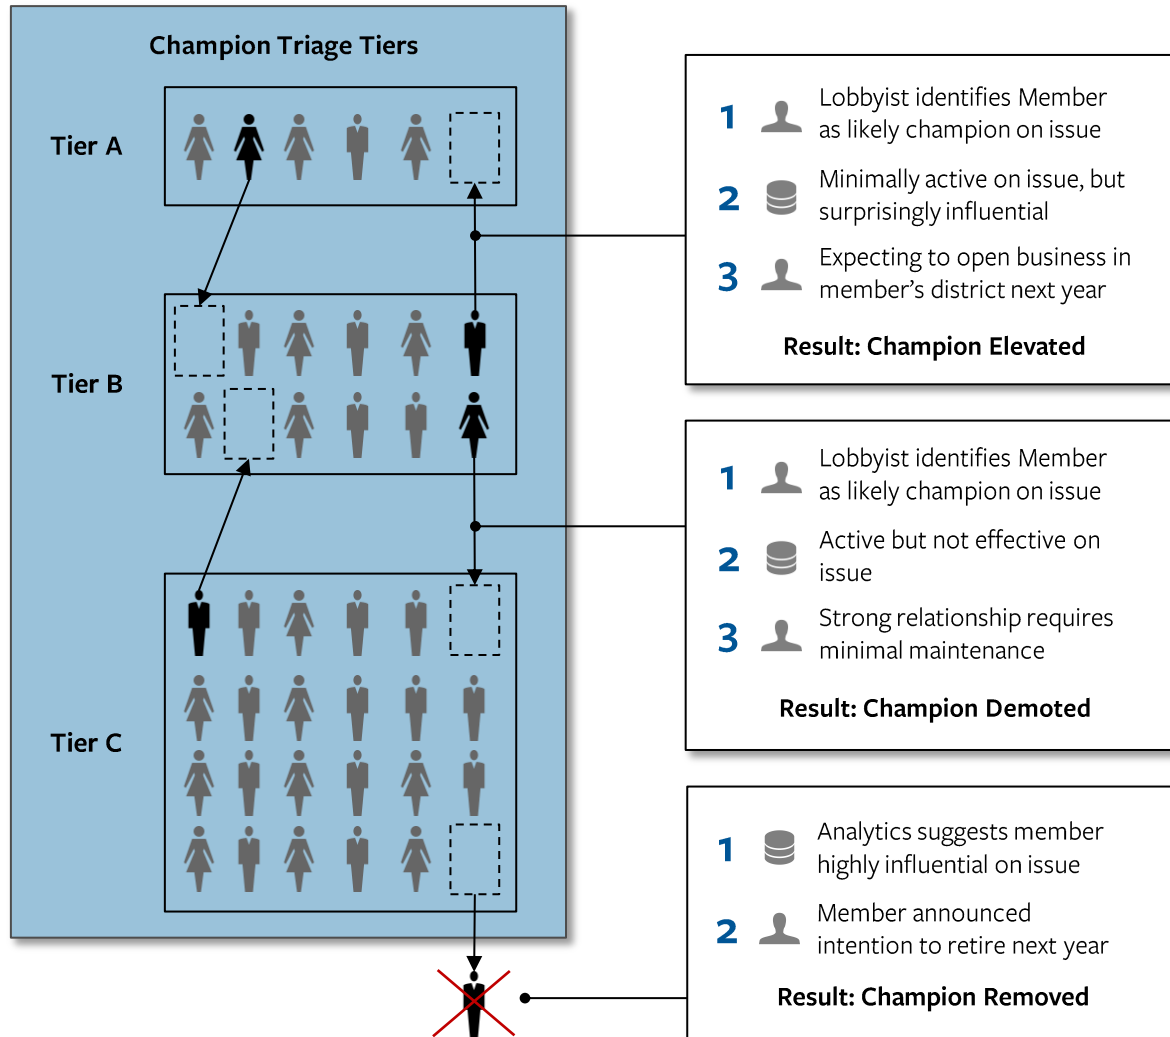 Champion Triage Tiers
Tier A
Tier B
Tier C
1
Lobbyist identifies Member
as likely champion on issue
2
Minimally active on issue, but
surprisingly influential
3
Expecting to open business in
member’s district next year
Result: Champion Elevated
1
Lobbyist identifies Member
as likely champion on issue
2
Active but not effective on
issue
3
Strong relationship requires
minimal maintenance
Result: Champion Demoted
1
Analytics suggests member
highly influential on issue
2
Member announced
intention to retire next year
Result: Champion Removed